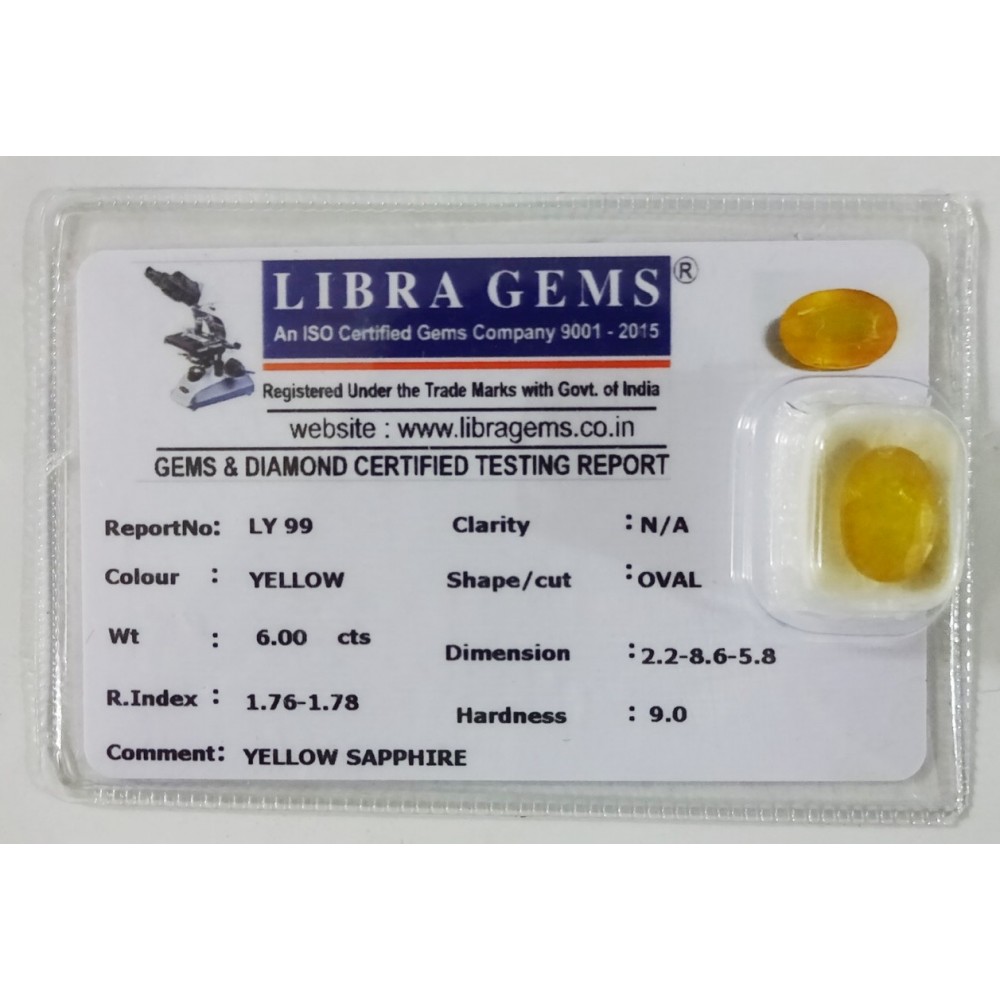 LIBRA GEMS ®
An ISO Certified Gems Company 9001 - 2015
Registered Under the Trade Marks with Govt. of India
website : www.libragems.co.in
GEMS & DIAMOND CERTIFIED TESTING REPORT
ReportNo: LY 99 Clarity : N/A
Colour : YELLOW Shape/cut : OVAL
Wt : 6.00 cts Dimension : 2.2-8.6-5.8
R.Index : 1.76-1.78 Hardness : 9.0
Comment: YELLOW SAPPHIRE